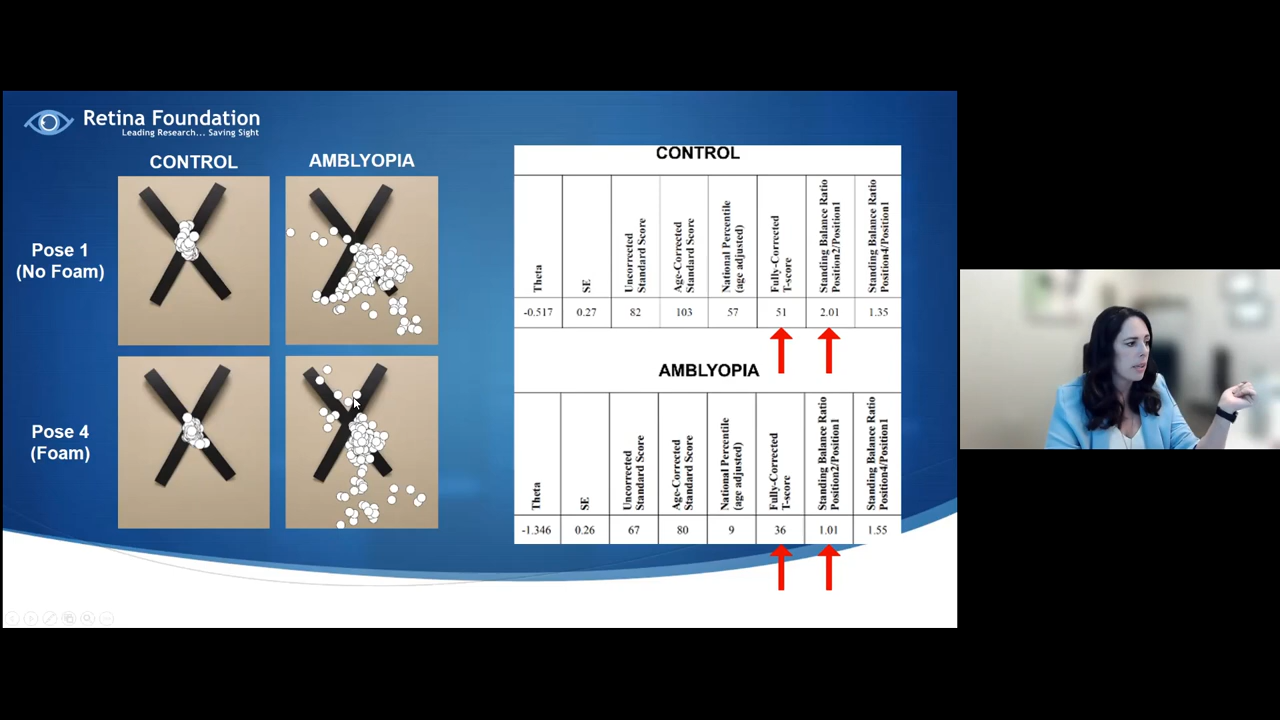 Retina Foundation
Leading Research... Saving Sight
CONTROL
AMBLYOPIA
Pose 1
(No Foam)
Pose 4
(Foam)
CONTROL
Theta
SE
Uncorrected
Standard Score
Age-Corrected
Standard Score
National Percentile
(age adjusted)
Fully-Corrected
T-score
Standing Balance Ratio
Position2/Position1
Standing Balance Ratio
Position4/Position1
-0.517 0.27 82 103 57 51 2.01 1.35
AMBLYOPIA
Theta
SE
Uncorrected
Standard Score
Age-Corrected
Standard Score
National Percentile
(age adjusted)
Fully-Corrected
T-score
Standing Balance Ratio
Position2/Position1
Standing Balance Ratio
Position4/Position1
-1.346 0.26 67 80 9 36 1.01 1.55